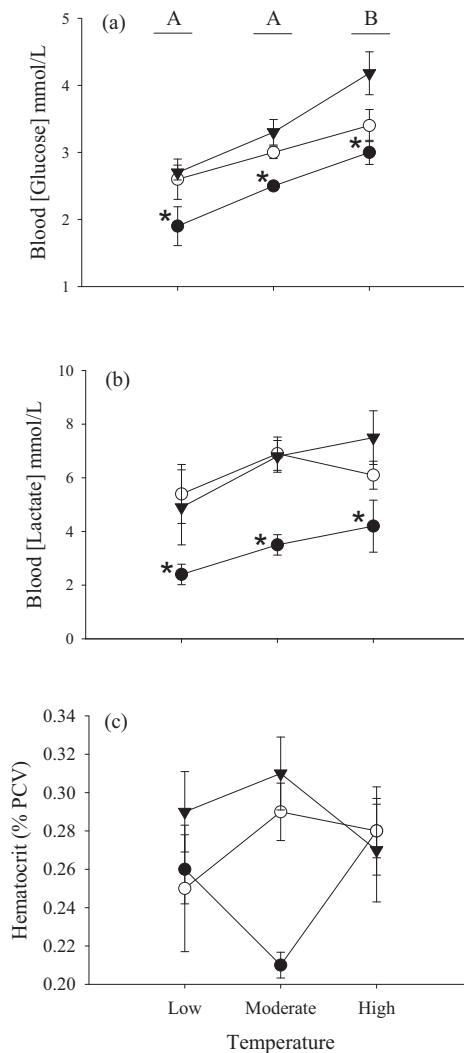 A A B
(a)
5
4
3
2
1
Blood [Glucose] mmol/L
*
*
*
(b)
10
8
6
4
2
0
Blood [Lactate] mmol/L
*
*
*
(c)
0.34
0.32
0.30
0.28
0.26
0.24
0.22
0.20
Hematocrit (% PCV)
Low Moderate High
Temperature